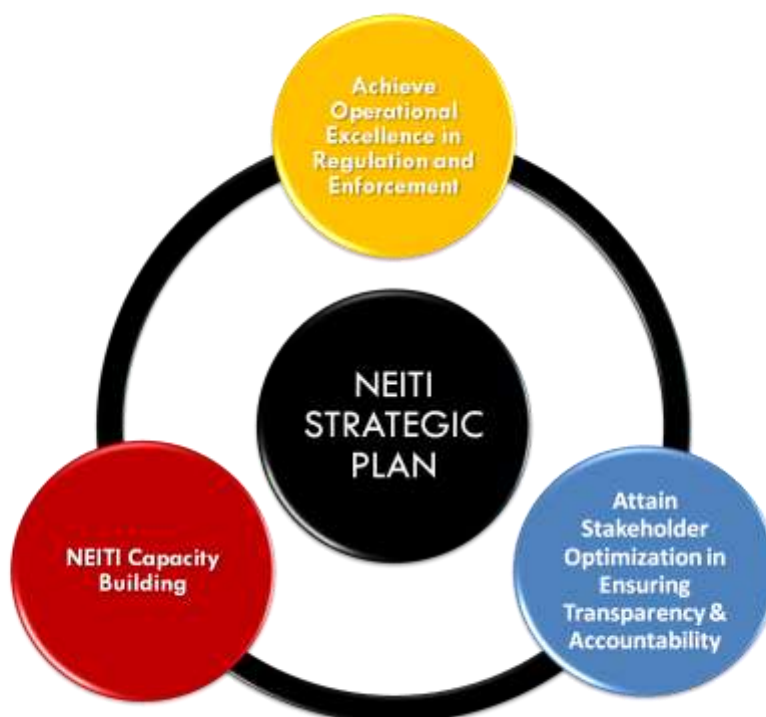 Achieve
Operational
Excellence in
Regulation and
Enforcement
NEITI
STRATEGIC
PLAN
NEITI Capacity
Building
Attain
Stakeholder
Optimization in
Ensuring
Transparency &
Accountability